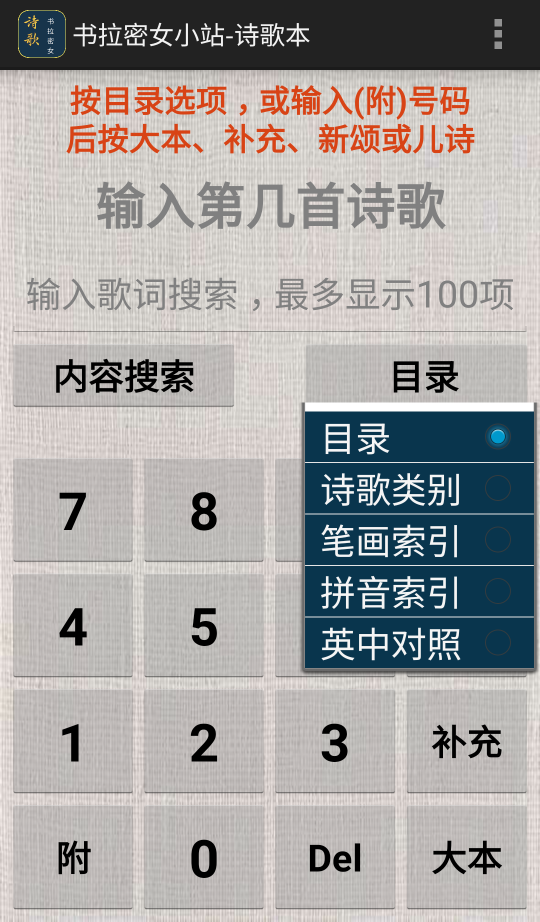 诗歌
书拉密女
书拉密女小站-诗歌本
按目录选项，或输入(附)号码
后按大本、补充、新颂或儿诗
输入第几首诗歌
输入歌词搜索，最多显示100项
内容搜索
目录
目录
诗歌类别
笔画索引
拼音索引
英中对照
7
8
4
5
1
2
3
补充
附
0
Del
大本